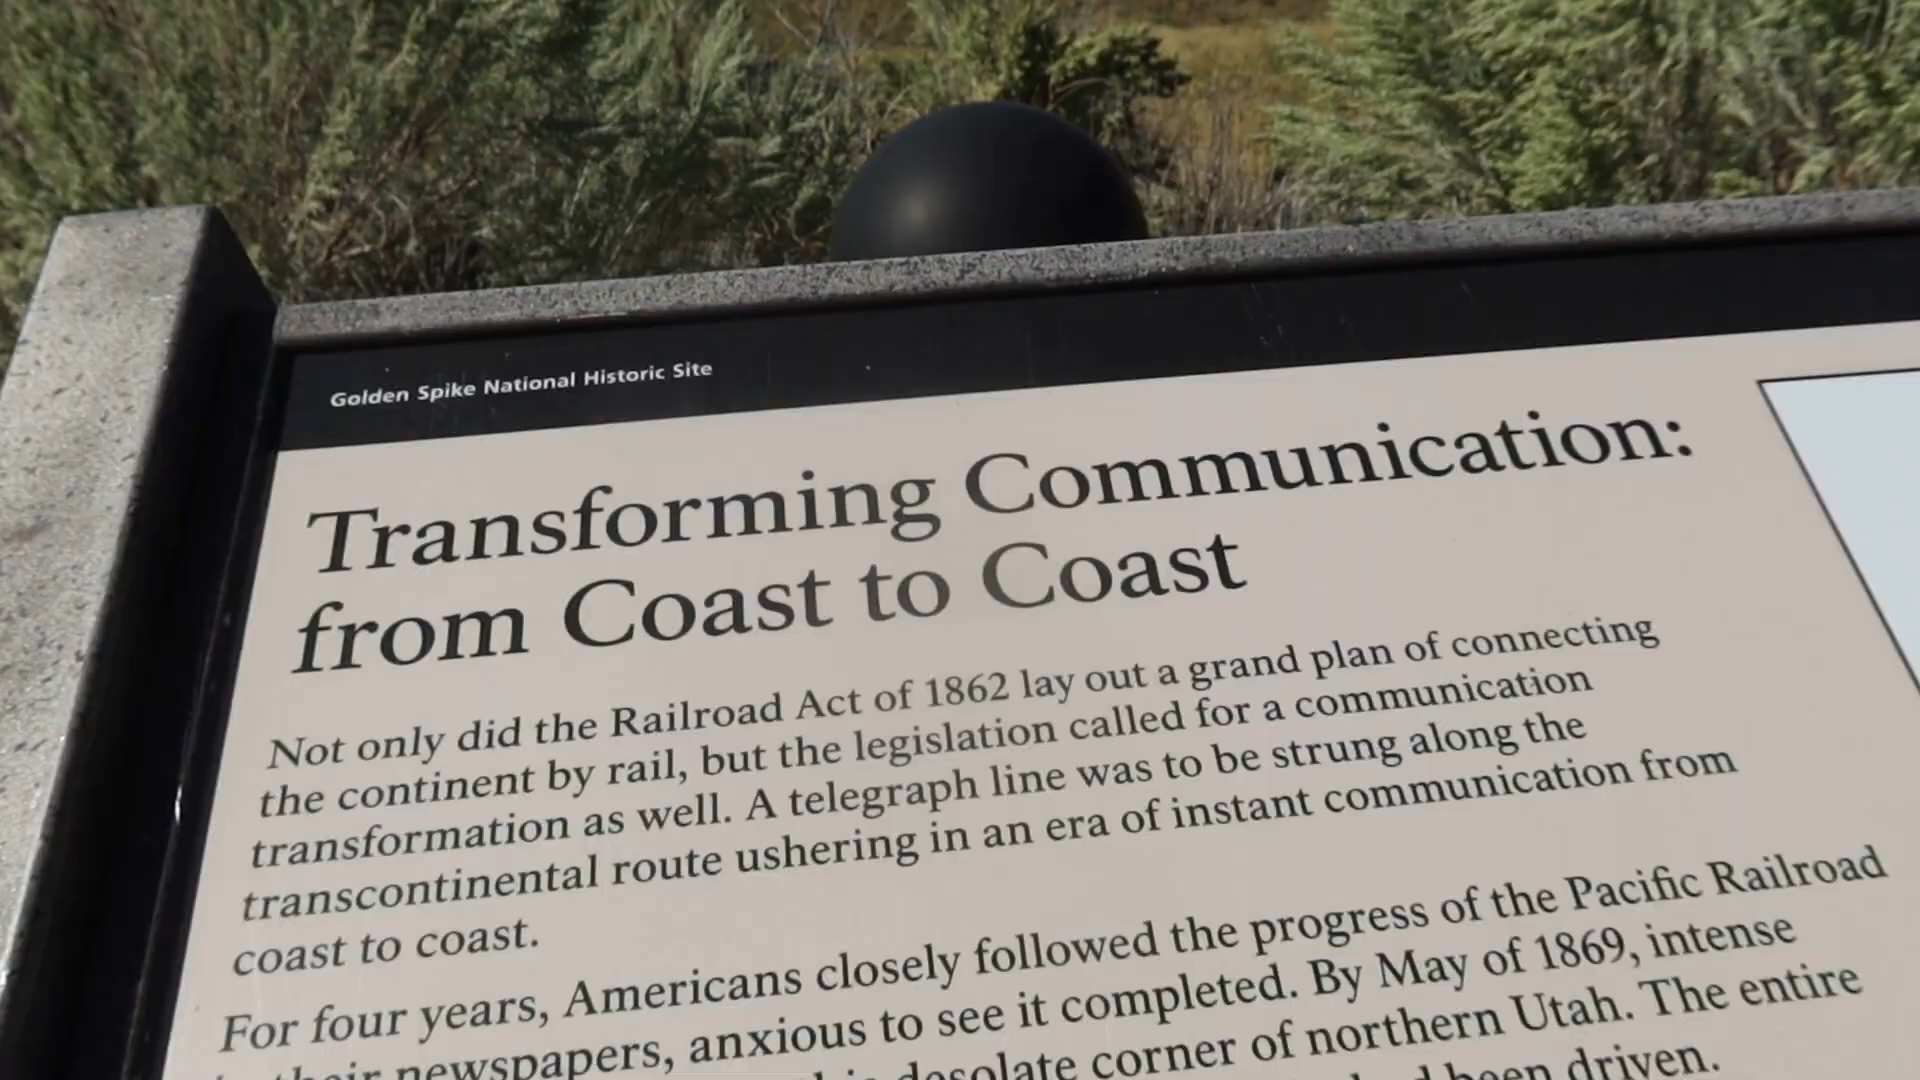 Golden Spike National Historic Site
Transforming Communication:
from Coast to Coast
Not only did the Railroad Act of 1862 lay out a grand plan of connecting
the continent by rail, but the legislation called for a communication
transformation as well. A telegraph line was to be strung along the
transcontinental route ushering in an era of instant communication from
coast to coast.
For four years, Americans closely followed the progress of the Pacific Railroad
their newspapers, anxious to see it completed. By May of 1869, intense
desolate corner of northern Utah. The entire
been driven.